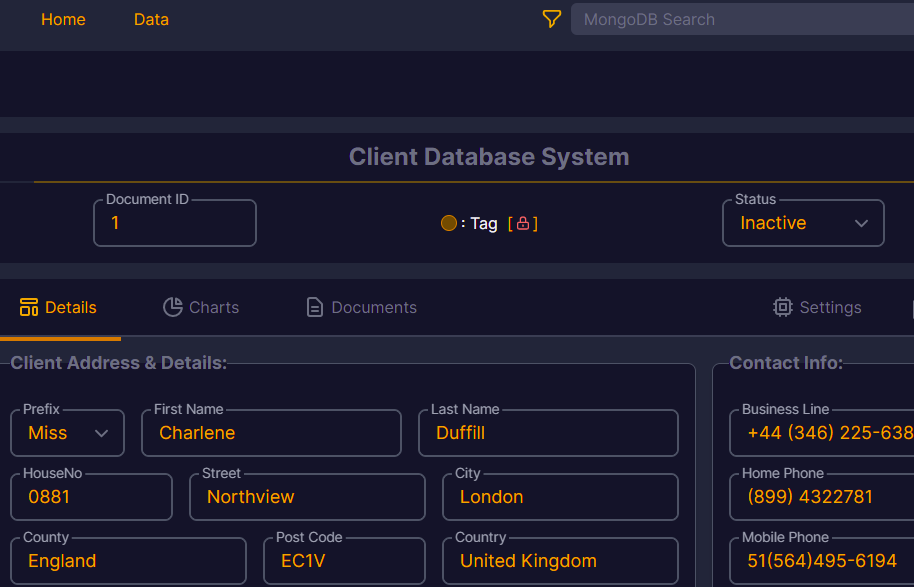 Home Data MongoDB Search
Client Database System
Document ID Status
1 : Tag [ ] Inactive
Details Charts Documents Settings
Client Address & Details: Contact Info:
Prefix First Name Last Name Business Line
Miss Charlene Duffill +44 (346) 225-638
HouseNo Street City Home Phone
0881 Northview London (899) 4322781
County Post Code Country Mobile Phone
England EC1V United Kingdom 51(564)495-6194